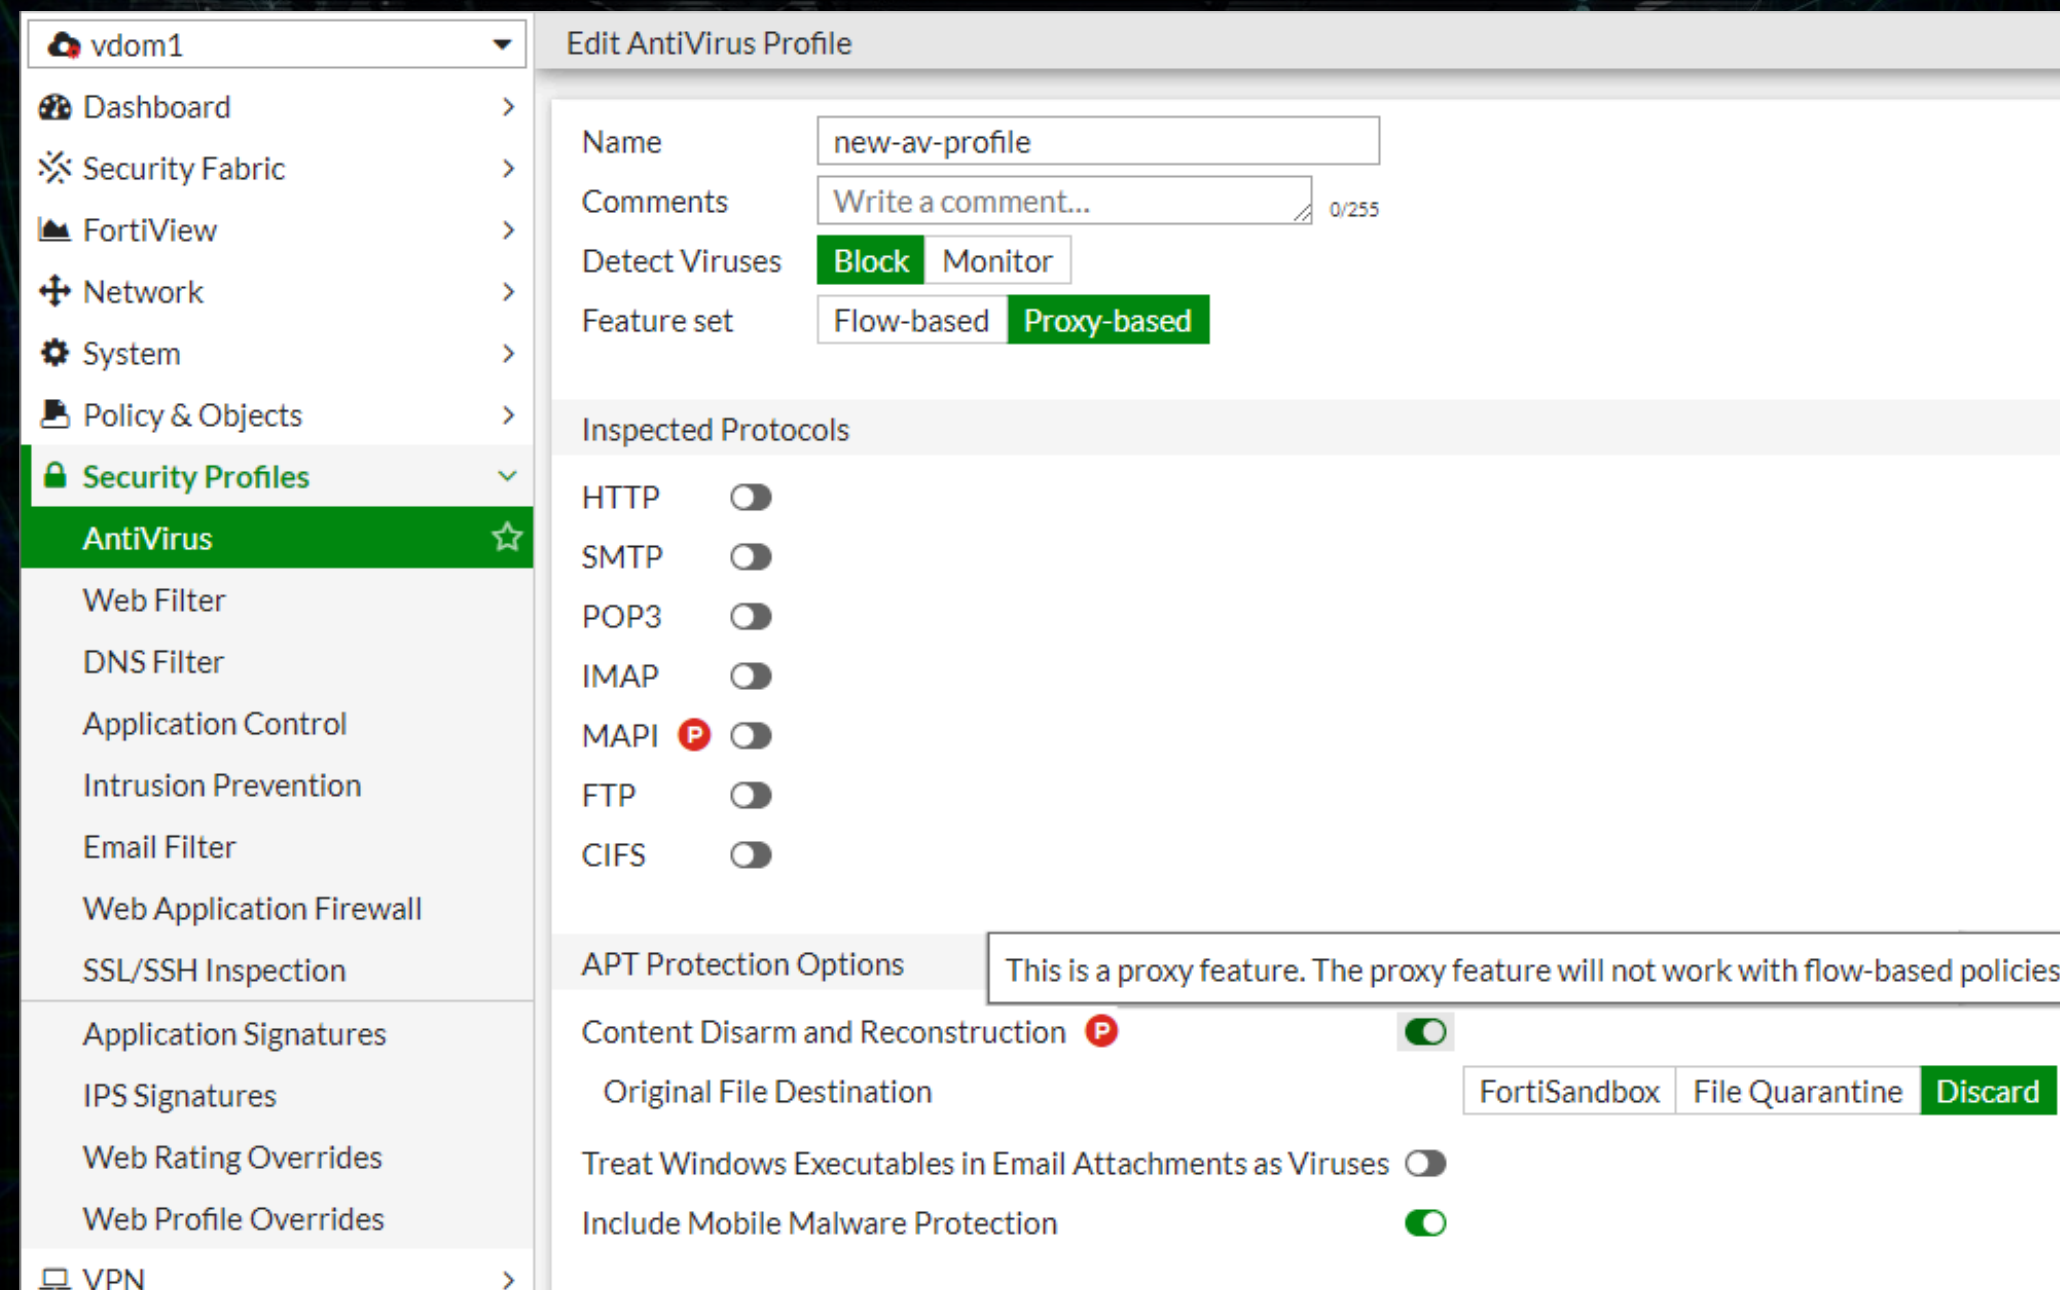 vdom1
Dashboard
Security Fabric
FortiView
Network
System
Policy & Objects
Security Profiles
AntiVirus
Web Filter
DNS Filter
Application Control
Intrusion Prevention
Email Filter
Web Application Firewall
SSL/SSH Inspection
Application Signatures
IPS Signatures
Web Rating Overrides
Web Profile Overrides
VPN
Edit AntiVirus Profile
Name new-av-profile
Comments Write a comment... 0/255
Detect Viruses Block Monitor
Feature set Flow-based Proxy-based
Inspected Protocols
HTTP
SMTP
POP3
IMAP
MAPI P
FTP
CIFS
APT Protection Options
This is a proxy feature. The proxy feature will not work with flow-based policies
Content Disarm and Reconstruction P
Original File Destination FortiSandbox File Quarantine Discard
Treat Windows Executables in Email Attachments as Viruses
Include Mobile Malware Protection